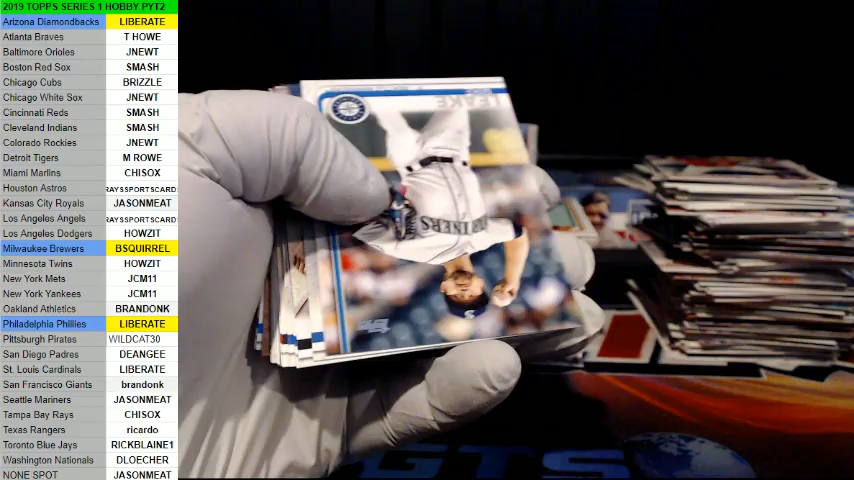 2019 TOPPS SERIES 1 HOBBY PYT2
Arizona Diamondbacks LIBERATE
Atlanta Braves T HOWE
Baltimore Orioles JNEWT
Boston Red Sox SMASH
Chicago Cubs BRIZZLE
Chicago White Sox JNEWT
Cincinnati Reds SMASH
Cleveland Indians SMASH
Colorado Rockies JNEWT
Detroit Tigers M ROWE
Miami Marlins CHISOX
Houston Astros RAYSSPORTSCARD
Kansas City Royals JASONMEAT
Los Angeles Angels RAYSSPORTSCARD
Los Angeles Dodgers HOWZIT
Milwaukee Brewers BSQUIRREL
Minnesota Twins HOWZIT
New York Mets JCM11
New York Yankees JCM11
Oakland Athletics BRANDONK
Philadelphia Phillies LIBERATE
Pittsburgh Pirates WILDCAT30
San Diego Padres DEANGEE
St. Louis Cardinals LIBERATE
San Francisco Giants brandonk
Seattle Mariners JASONMEAT
Tampa Bay Rays CHISOX
Texas Rangers ricardo
Toronto Blue Jays RICKBLAINE1
Washington Nationals DLOECHER
NONE SPOT JASONMEAT
LEAKE
MARINERS
Topps
S
GTS